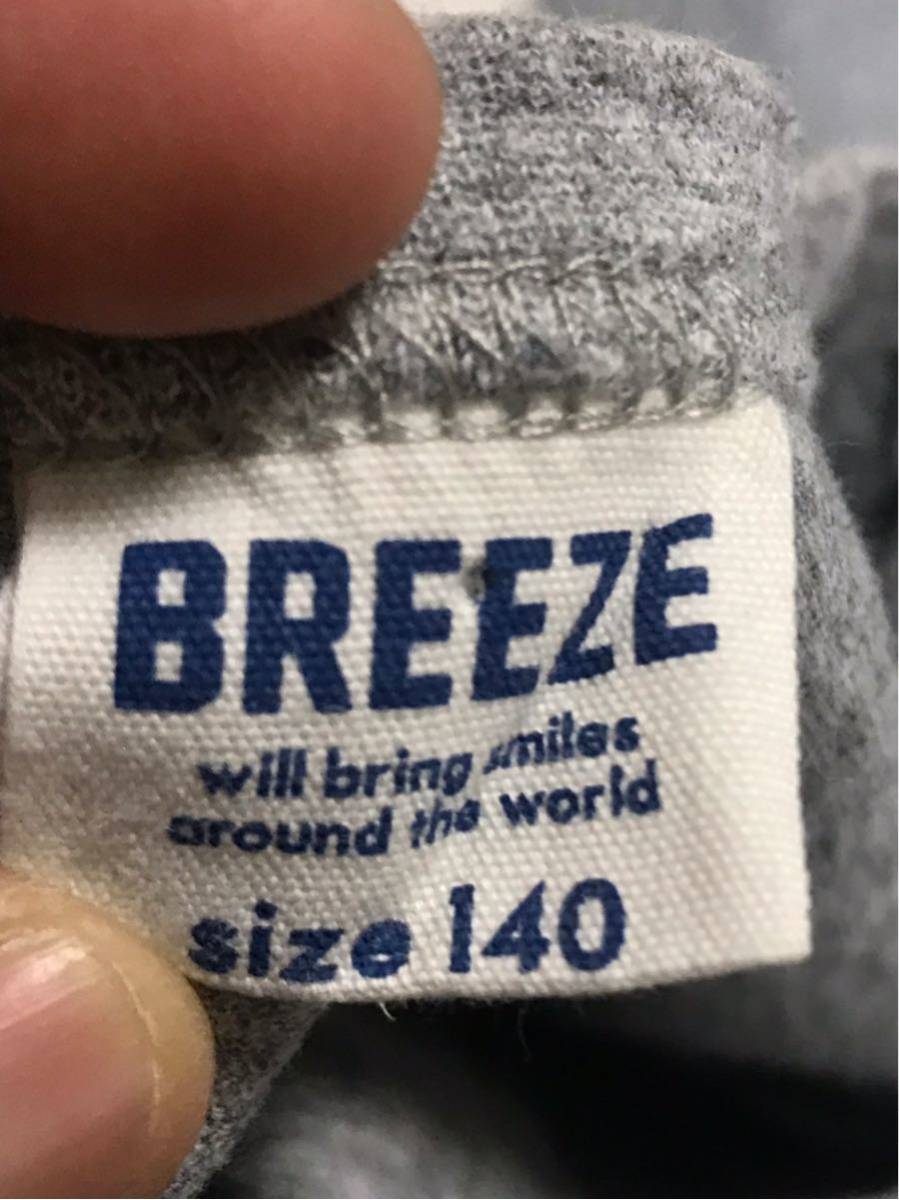 BREEZE
will bring smiles
around the world
size 140